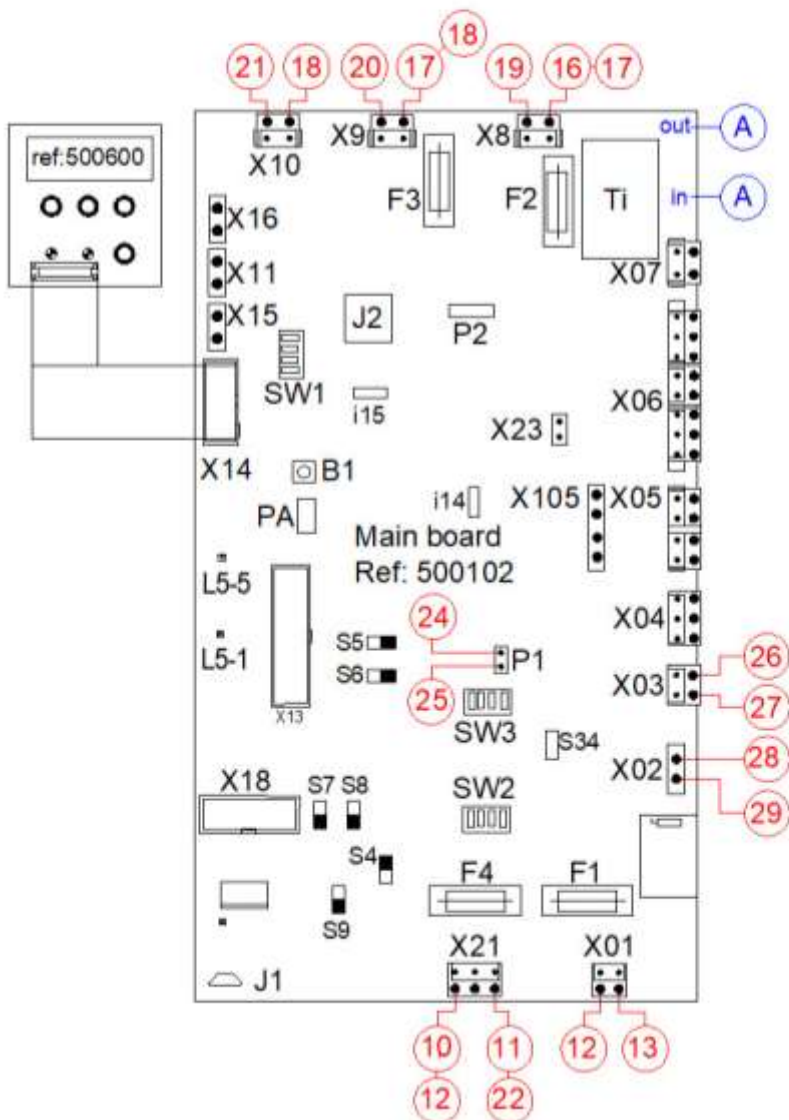 18
21 18 20 17 19 16 17
out A
ref:500600
X10 X9 X8
F3 F2 Ti in A
X16
X07
X11
X15
J2
P2
SW1
i15
X06
X23
X14
B1
X105 X05
i14
PA
Main board
Ref: 500102
L5-5
24
X04
S5
L5-1
P1
26
S6
25
X03
27
X13
SW3
S34
28
X02
X18
S7 S8
SW2
29
S4
F4 F1
S9
X21 X01
J1
10 11 12 13
12 22